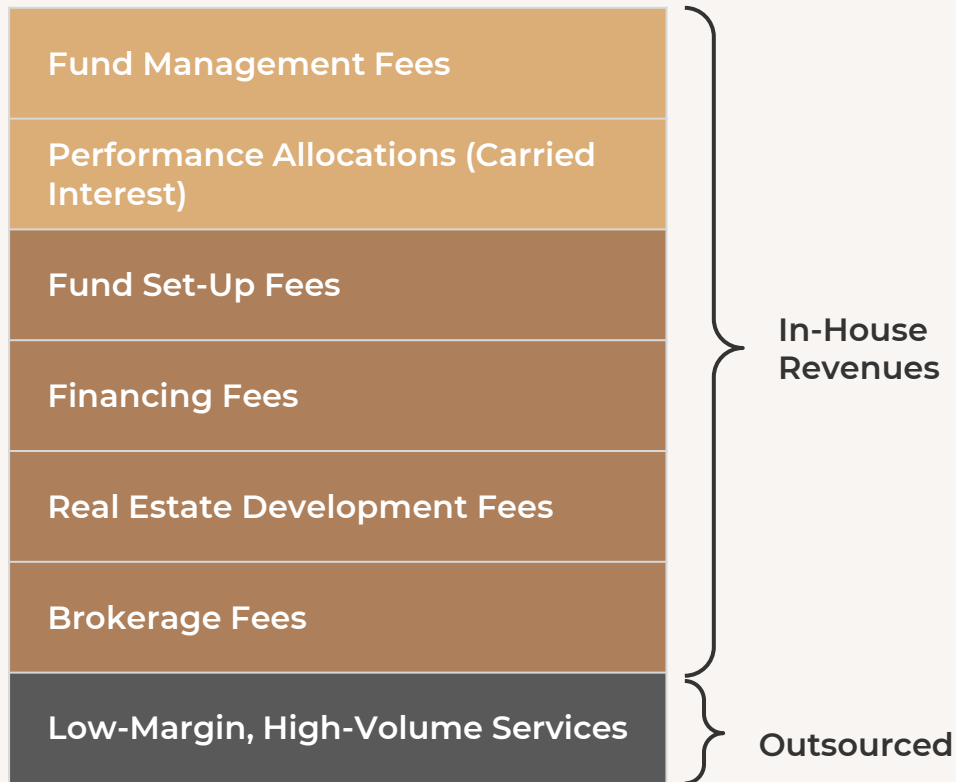 Fund Management Fees
Performance Allocations (Carried
Interest)
Fund Set-Up Fees
Financing Fees
Real Estate Development Fees
Brokerage Fees
Low-Margin, High-Volume Services
In-House
Revenues
Outsourced